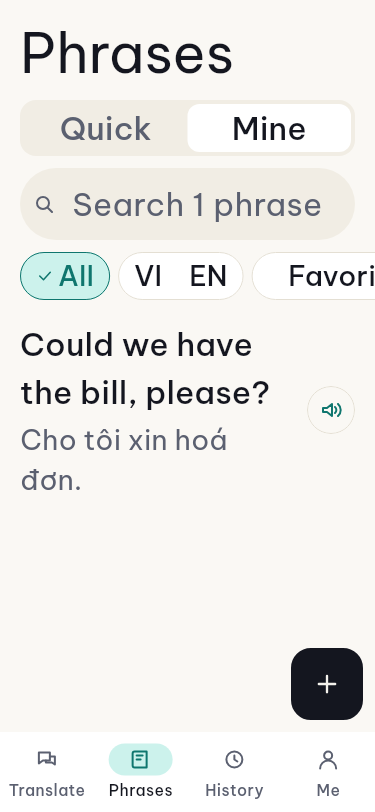 Phrases
Quick Mine
Search 1 phrase
All VI EN Favori
Could we have
the bill, please?
Cho tôi xin hoá
đơn.
Translate Phrases History Me